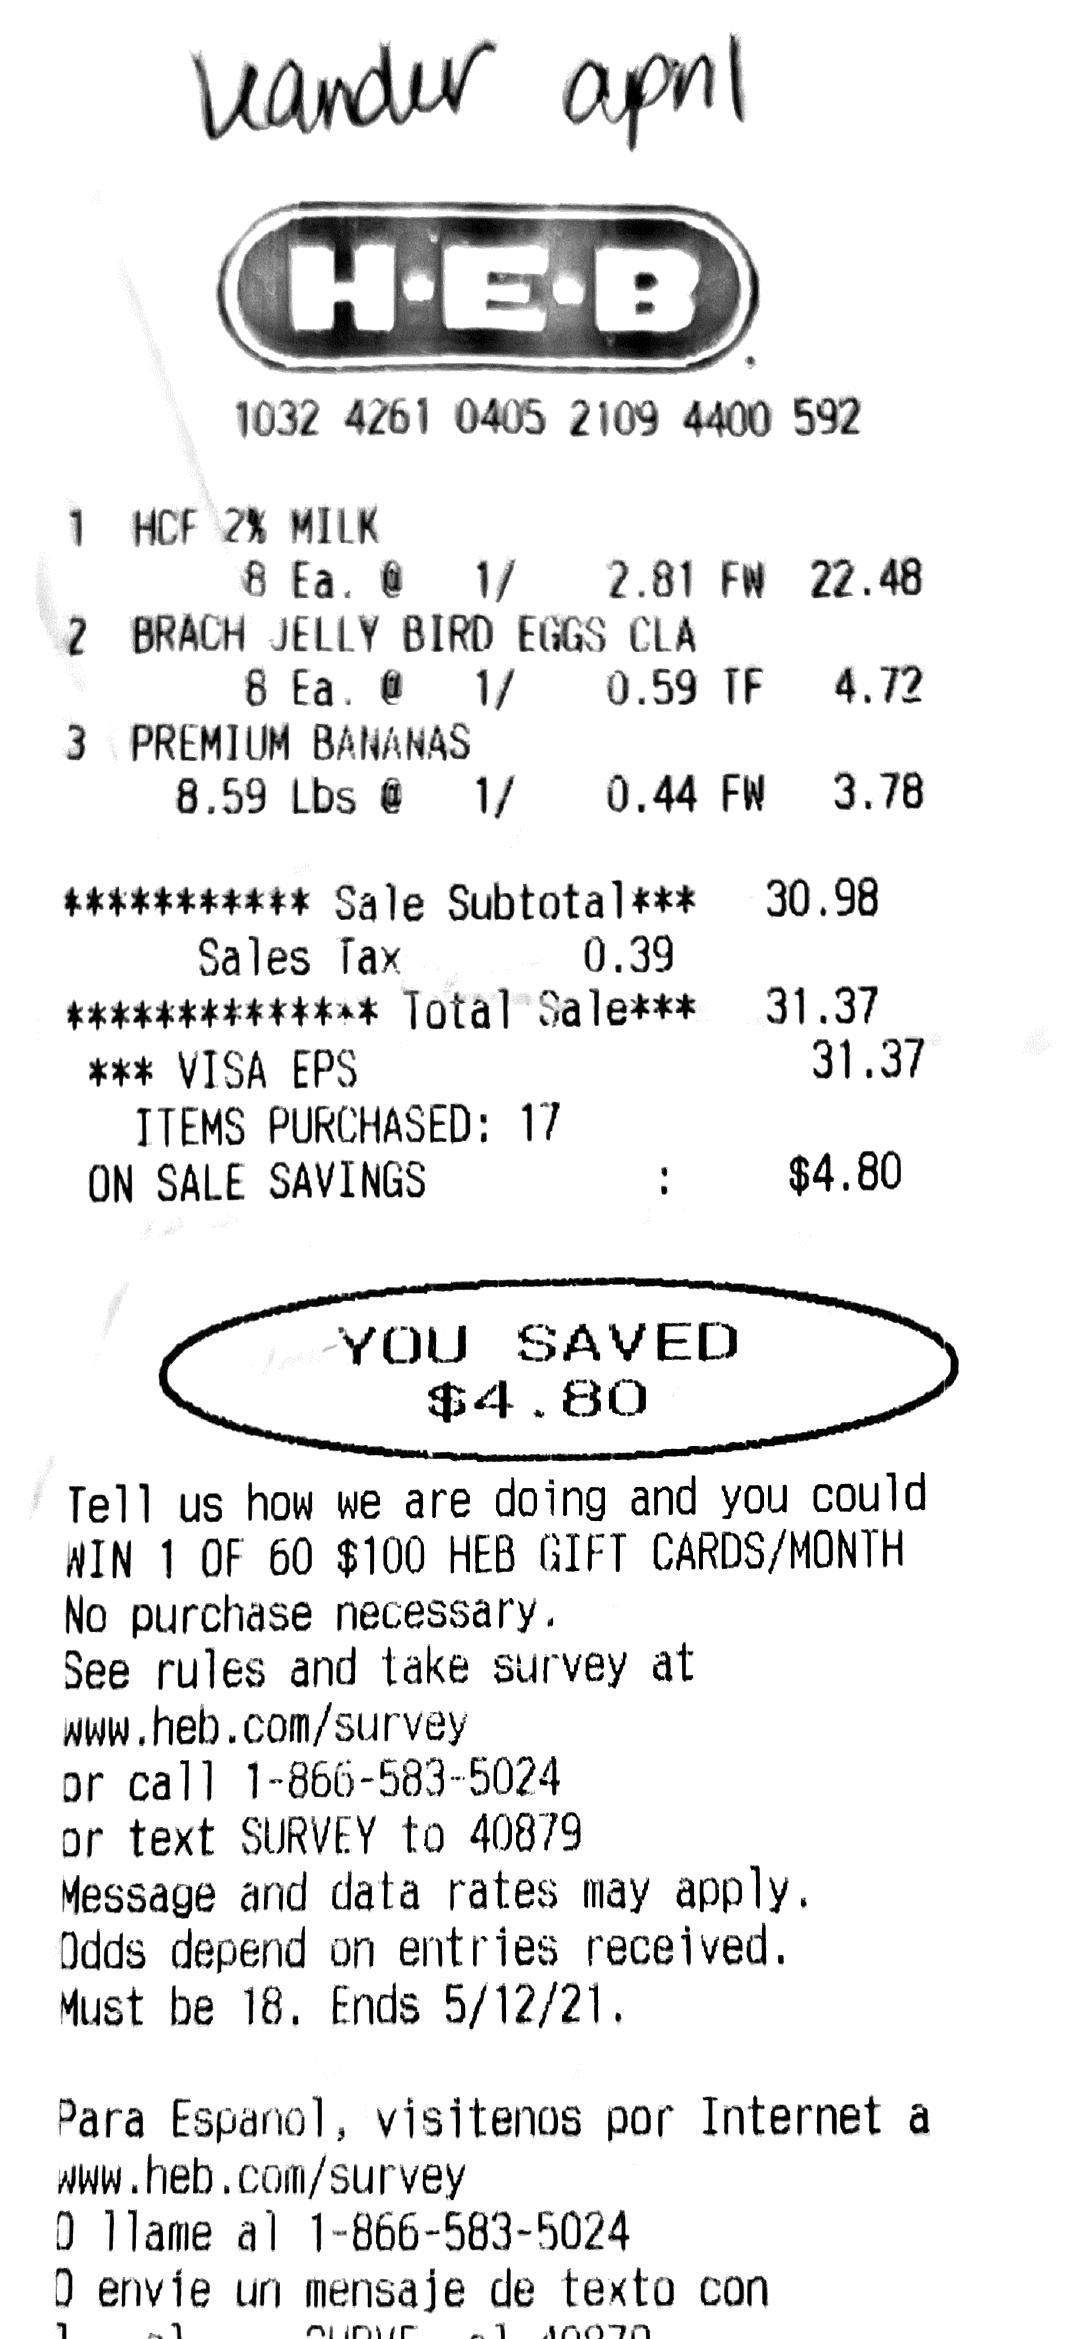 Leander april
H·E·B
1032 4261 0405 2109 4400 592
1 HCF 2% MILK
8 Ea. @ 1/ 2.81 FW 22.48
2 BRACH JELLY BIRD EGGS CLA
8 Ea. @ 1/ 0.59 TF 4.72
3 PREMIUM BANANAS
8.59 Lbs @ 1/ 0.44 FW 3.78
*********** Sale Subtotal*** 30.98
Sales Tax 0.39
************** Total Sale*** 31.37
*** VISA EPS 31.37
ITEMS PURCHASED: 17
ON SALE SAVINGS : $4.80
YOU SAVED
$4.80
Tell us how we are doing and you could
WIN 1 OF 60 $100 HEB GIFT CARDS/MONTH
No purchase necessary.
See rules and take survey at
www.heb.com/survey
or call 1-866-583-5024
or text SURVEY to 40879
Message and data rates may apply.
Odds depend on entries received.
Must be 18. Ends 5/12/21.
Para Espanol, visitenos por Internet a
www.heb.com/survey
O llame al 1-866-583-5024
O envie un mensaje de texto con